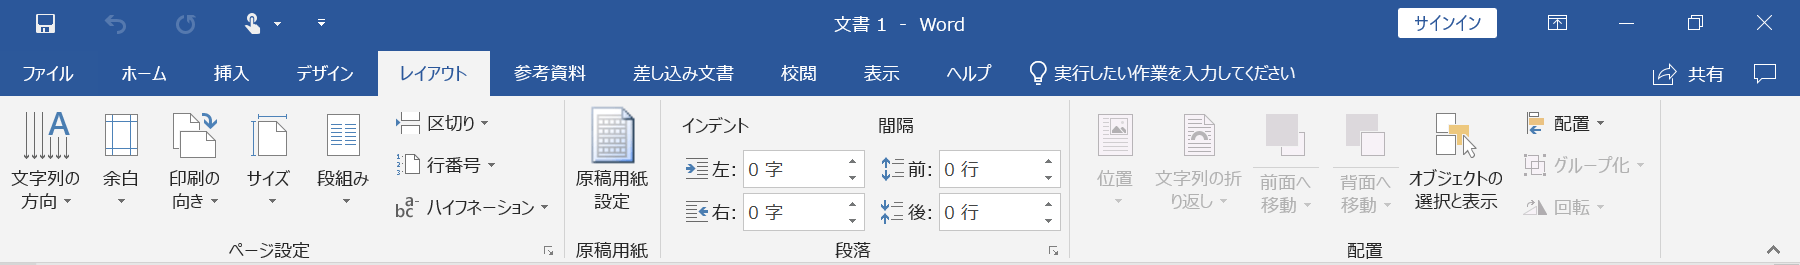 文書 1 - Word
サインイン
ファイル ホーム 挿入 デザイン レイアウト 参考資料 差し込み文書 校閲 表示 ヘルプ 実行したい作業を入力してください 共有
文字列の方向
余白
印刷の向き
サイズ
段組み
区切り
行番号
ハイフネーション
ページ設定
原稿用紙設定
原稿用紙
インデント
左: 0 字
右: 0 字
間隔
前: 0 行
後: 0 行
段落
位置
文字列の折り返し
前面へ移動
背面へ移動
オブジェクトの選択と表示
配置
グループ化
回転
配置